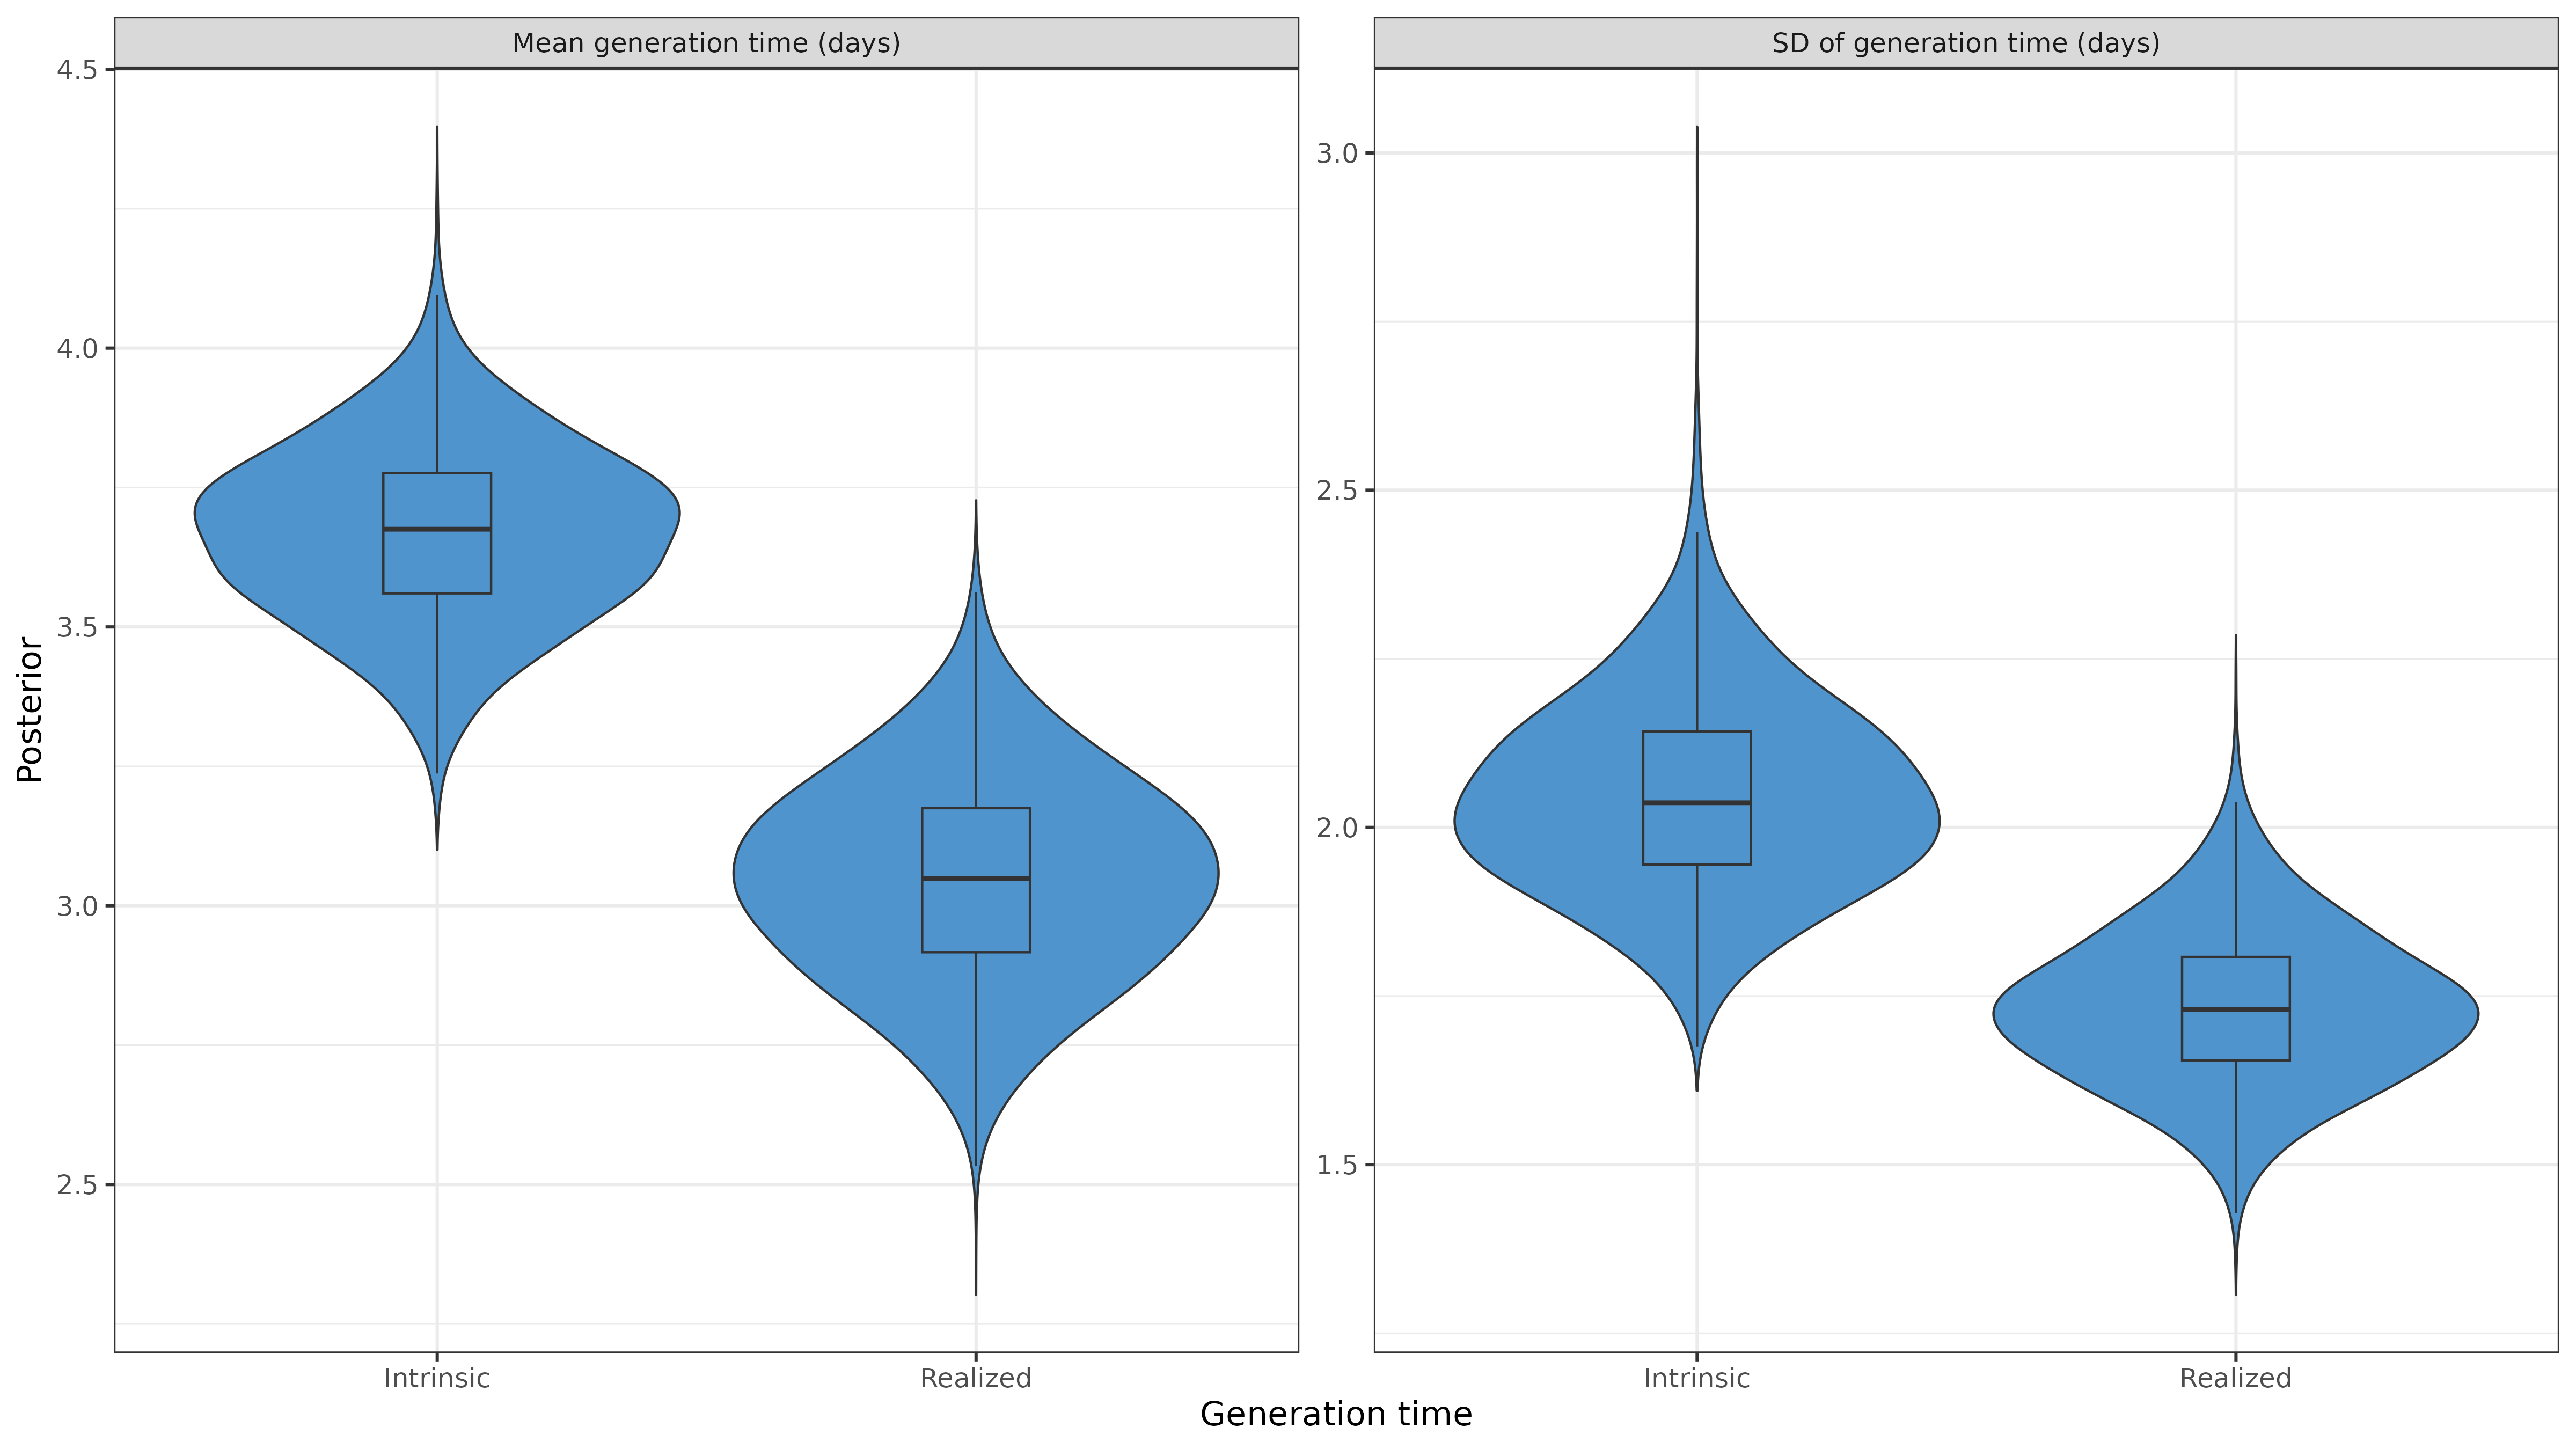 Mean generation time (days)
SD of generation time (days)
4.5
4.0
3.5
3.0
2.5
3.0
2.5
2.0
1.5
Posterior
Intrinsic
Realized
Intrinsic
Realized
Generation time